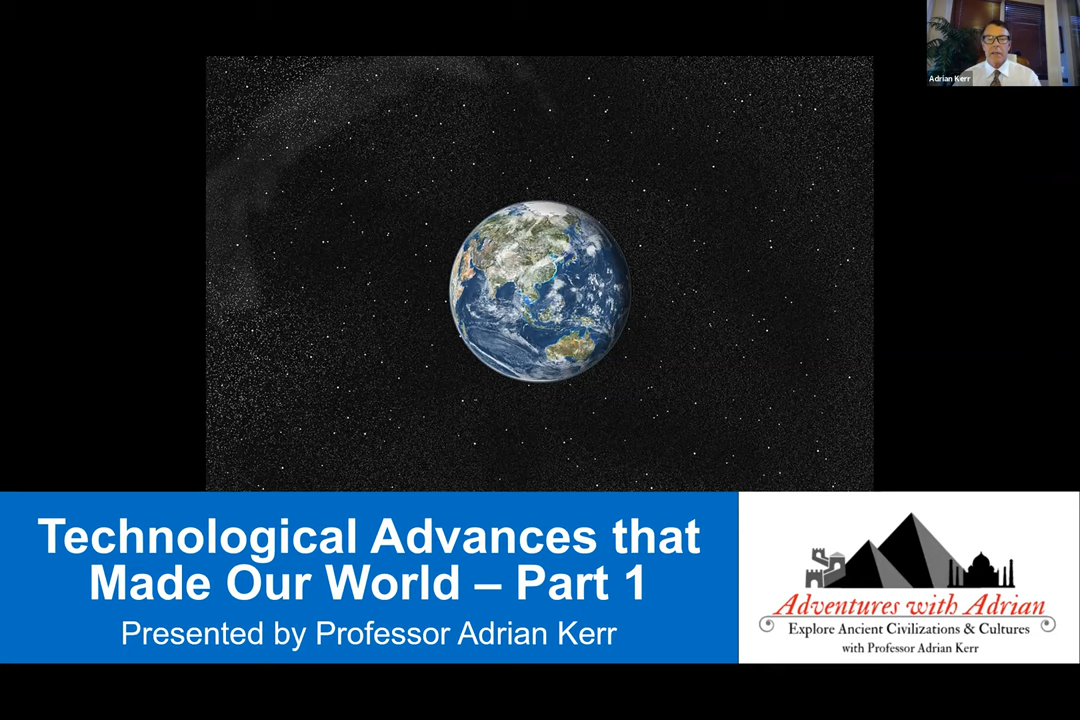 Adrian Kerr
Technological Advances that
Made Our World – Part 1
Presented by Professor Adrian Kerr
Adventures with Adrian
Explore Ancient Civilizations & Cultures
with Professor Adrian Kerr